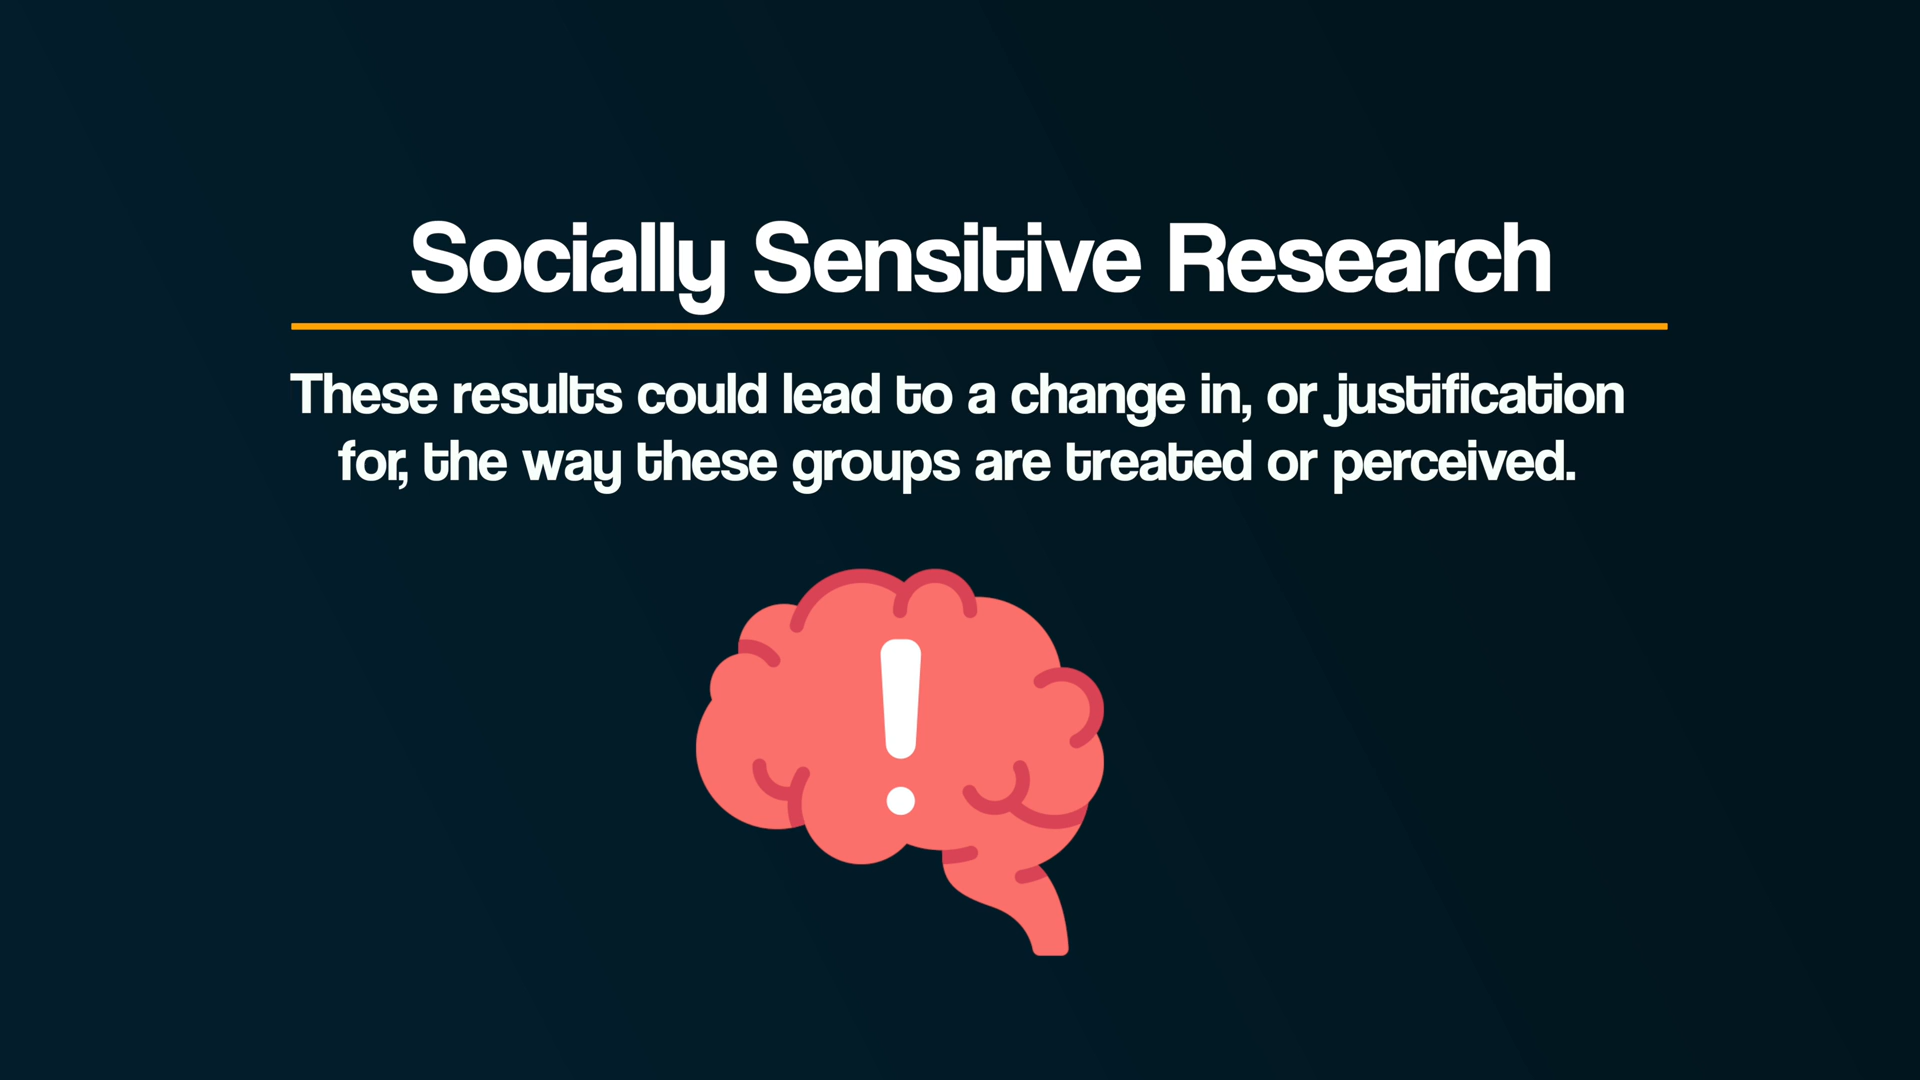 Socially Sensitive Research
These results could lead to a change in, or justification
for, the way these groups are treated or perceived.
!